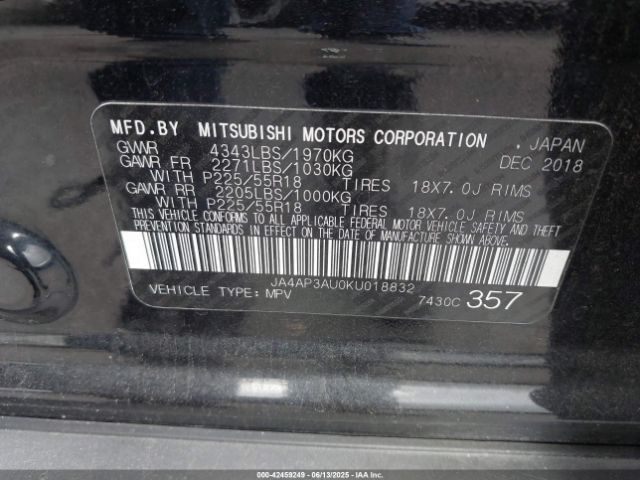 MFD.BY MITSUBISHI MOTORS CORPORATION , JAPAN
GVWR 4343LBS/1970KG DEC 2018
GAWR FR 2271LBS/1030KG
WITH P225/55R18 TIRES 18X7.0J RIMS
GAWR RR 2205LBS/1000KG
WITH P225/55R18 TIRES 18X7.0J RIMS
THIS VEHICLE CONFORMS TO ALL APPLICABLE FEDERAL MOTOR VEHICLE SAFETY AND THEFT
PREVENTION STANDARDS IN EFFECT ON THE DATE OF MANUFACTURE SHOWN ABOVE.
JA4AP3AU0KU018832
VEHICLE TYPE: MPV 7430C 357
000-42459249 - 06/13/2025 - IAAI.COM